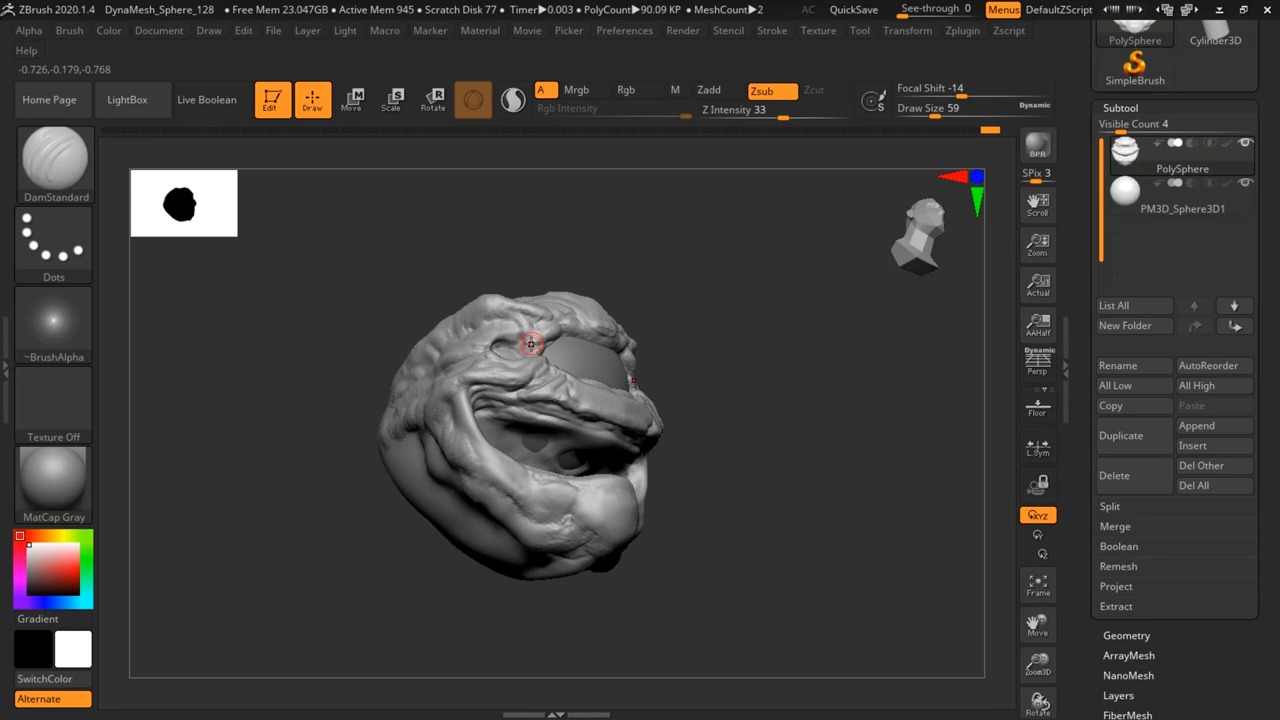 ZBrush 2020.1.4 DynaMesh_Sphere_128 • Free Mem 23.047GB • Active Mem 945 • Scratch Disk 77 • Timer▶0.003 • PolyCount▶90.09 KP • MeshCount▶2 AC QuickSave See-through 0 Menus DefaultZScript
Alpha Brush Color Document Draw Edit File Layer Light Macro Marker Material Movie Picker Preferences Render Stencil Stroke Texture Tool Transform Zplugin Zscript
Help
-0.726,-0.179,-0.768
Home Page
LightBox
Live Boolean
Edit
Draw
Move
Scale
Rotate
A Mrgb Rgb M Zadd Zsub Zcut
Rgb Intensity Z Intensity 33
Focal Shift -14
Draw Size 59 Dynamic
DamStandard
Dots
~BrushAlpha
Texture Off
MatCap Gray
Gradient
SwitchColor
Alternate
BPR
SPix 3
Scroll
Zoom
Actual
AAHalf
Dynamic
Persp
Floor
L.Sym
XYZ
Frame
Move
Zoom3D
Rotate
PolySphere Cylinder3D
SimpleBrush
Subtool
Visible Count 4
PolySphere
PM3D_Sphere3D1
List All
New Folder
Rename AutoReorder
All Low All High
Copy Paste
Duplicate Append
Insert
Delete Del Other
Del All
Split
Merge
Boolean
Remesh
Project
Extract
Geometry
ArrayMesh
NanoMesh
Layers
FiberMesh